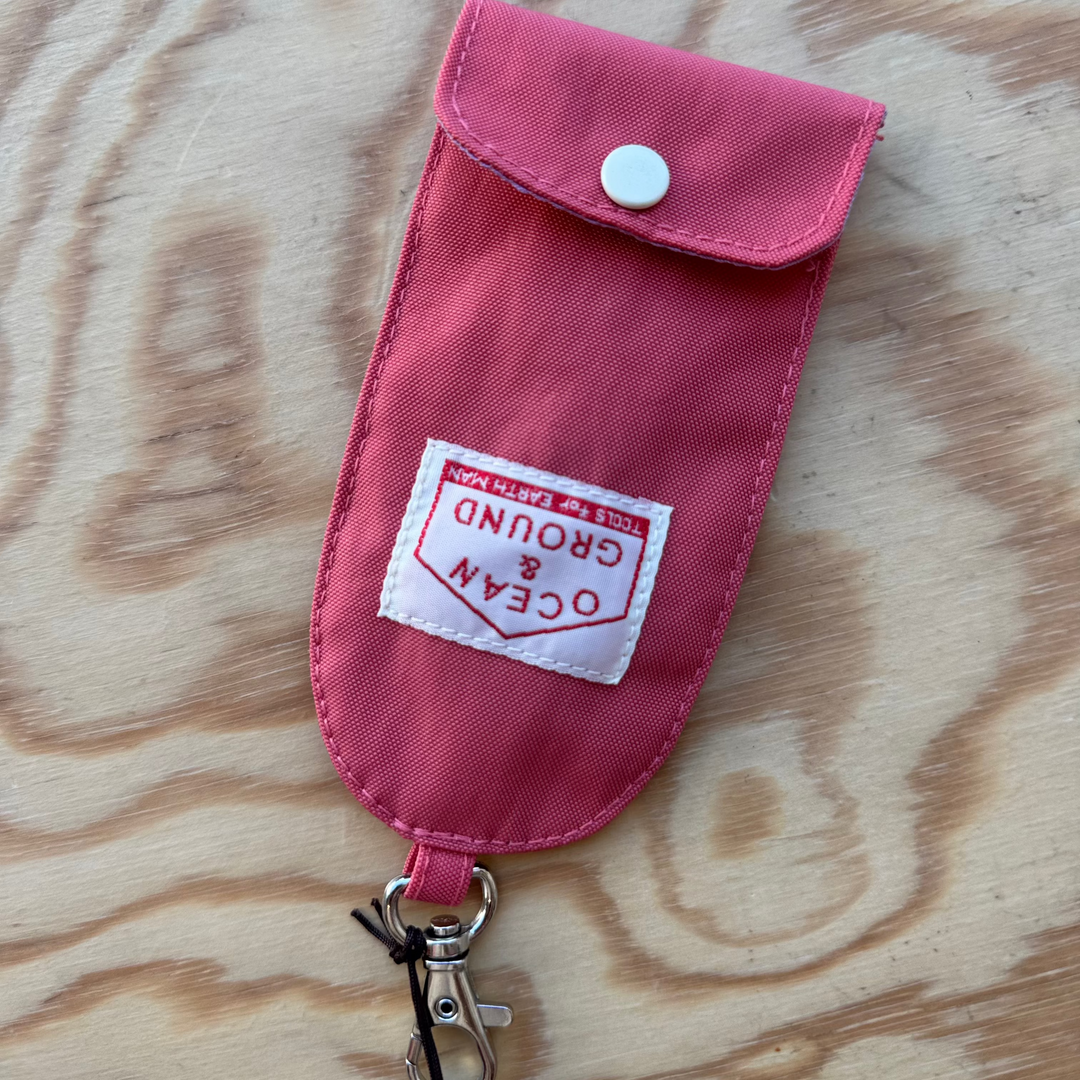 OCEAN
&
GROUND
TOOLS for EARTH MAN